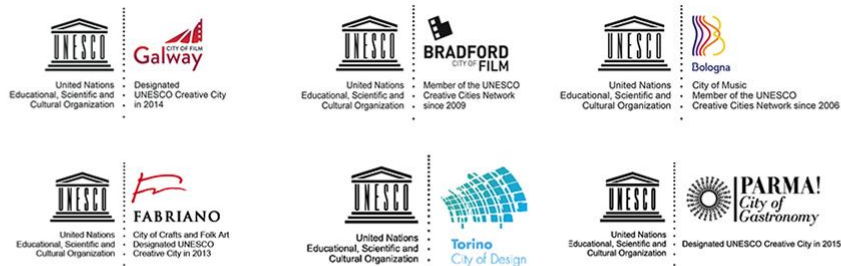 UNESCO
CITY OF FILM
Galway
United Nations
Educational, Scientific and
Cultural Organization
Designated
UNESCO Creative City
in 2014
UNESCO
BRADFORD
CITY OF
FILM
United Nations
Educational, Scientific and
Cultural Organization
Member of the UNESCO
Creative Cities Network
since 2009
UNESCO
Bologna
United Nations
Educational, Scientific and
Cultural Organization
City of Music
Member of the UNESCO
Creative Cities Network since 2006
UNESCO
FABRIANO
United Nations
Educational, Scientific and
Cultural Organization
City of Crafts and Folk Art
Designated UNESCO
Creative City in 2013
UNESCO
United Nations
Educational, Scientific and
Cultural Organization
Torino
City of Design
UNESCO
PARMA!
City of
Gastronomy
United Nations
Educational, Scientific and
Cultural Organization
Designated UNESCO Creative City in 2015